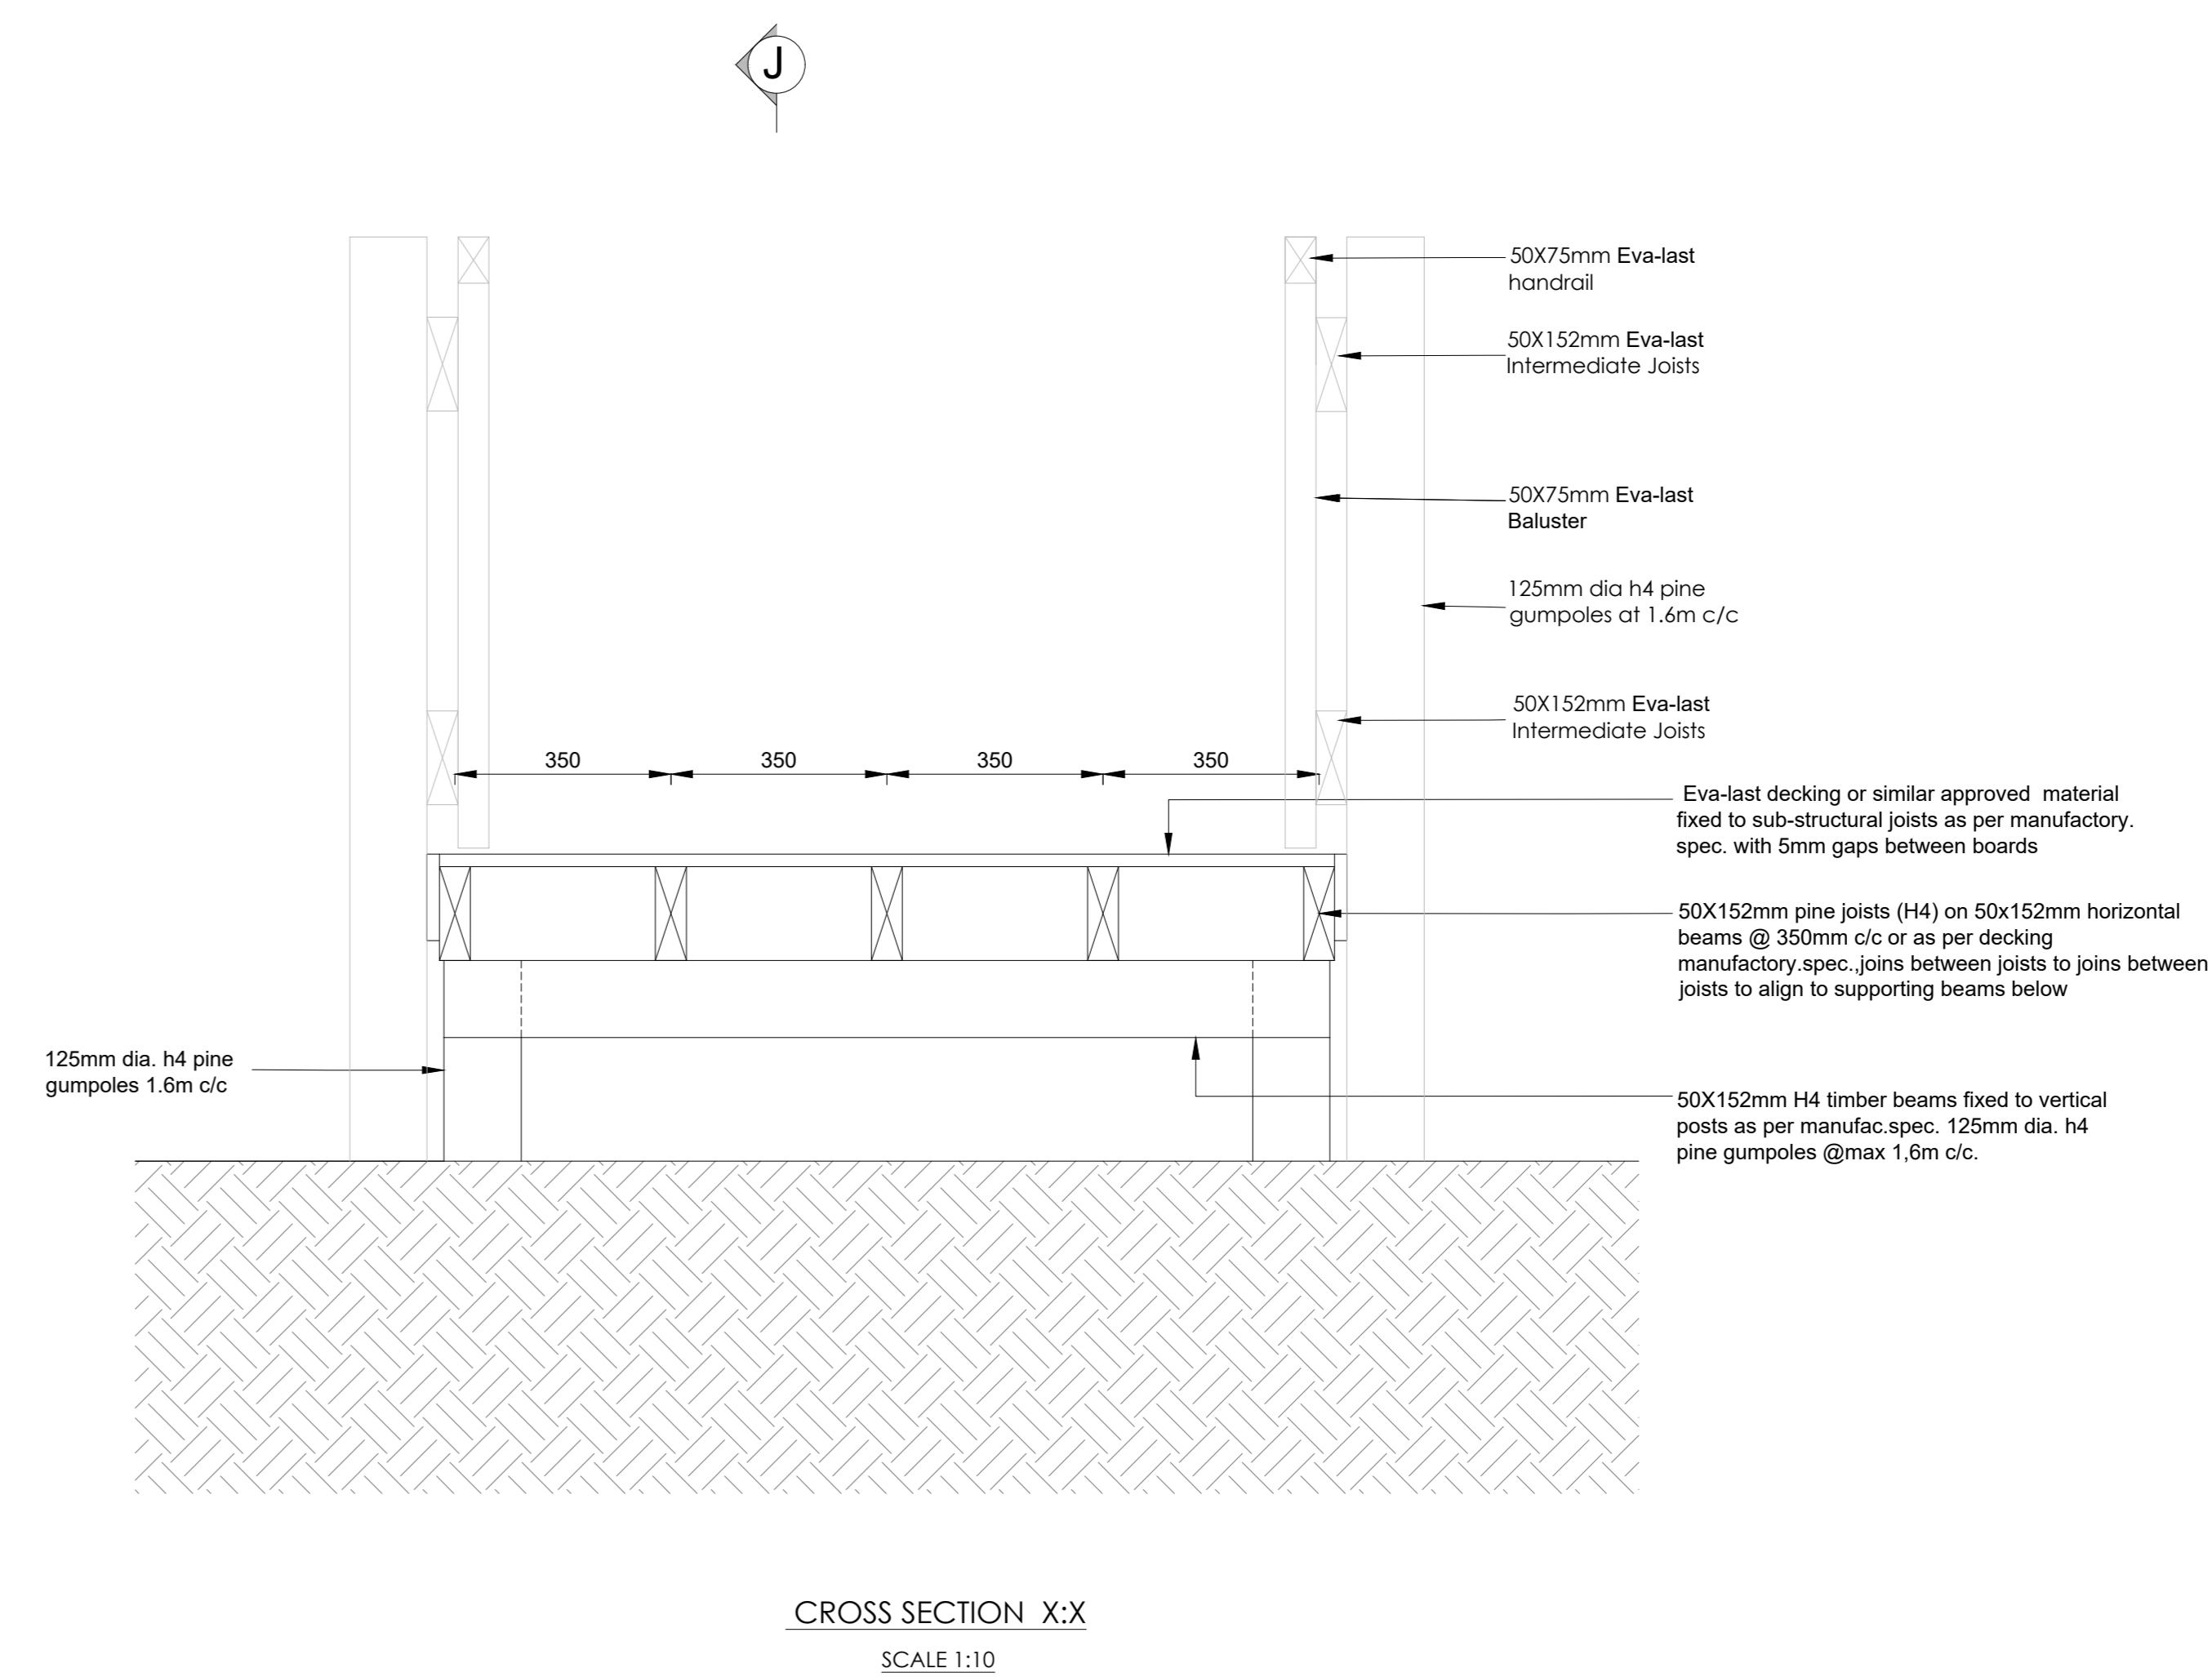 J
50X75mm Eva-last
handrail
50X152mm Eva-last
Intermediate Joists
50X75mm Eva-last
Baluster
125mm dia h4 pine
gumpoles at 1.6m c/c
50X152mm Eva-last
Intermediate Joists
350 350 350 350
Eva-last decking or similar approved material
fixed to sub-structural joists as per manufactory.
spec. with 5mm gaps between boards
50X152mm pine joists (H4) on 50x152mm horizontal
beams @ 350mm c/c or as per decking
manufactory.spec.,joins between joists to joins between
joists to align to supporting beams below
125mm dia. h4 pine
gumpoles 1.6m c/c
50X152mm H4 timber beams fixed to vertical
posts as per manufac.spec. 125mm dia. h4
pine gumpoles @max 1,6m c/c.
CROSS SECTION X:X
SCALE 1:10